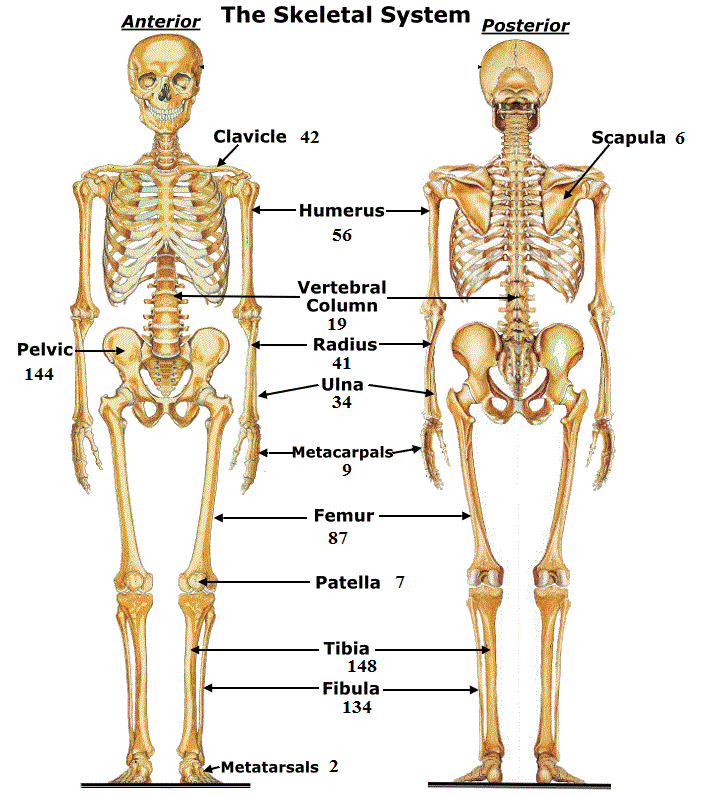 The Skeletal System
Anterior
Posterior
Clavicle 42
Scapula 6
Humerus
56
Vertebral
Column
19
Pelvic
144
Radius
41
Ulna
34
Metacarpals
9
Femur
87
Patella 7
Tibia
148
Fibula
134
Metatarsals 2